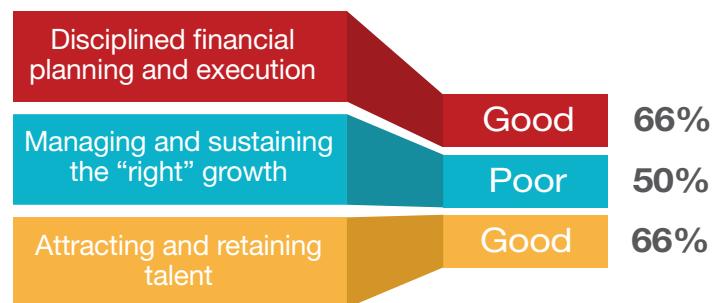 Disciplined financial
planning and execution
Good 66%
Managing and sustaining
the “right” growth
Poor 50%
Attracting and retaining
talent
Good 66%